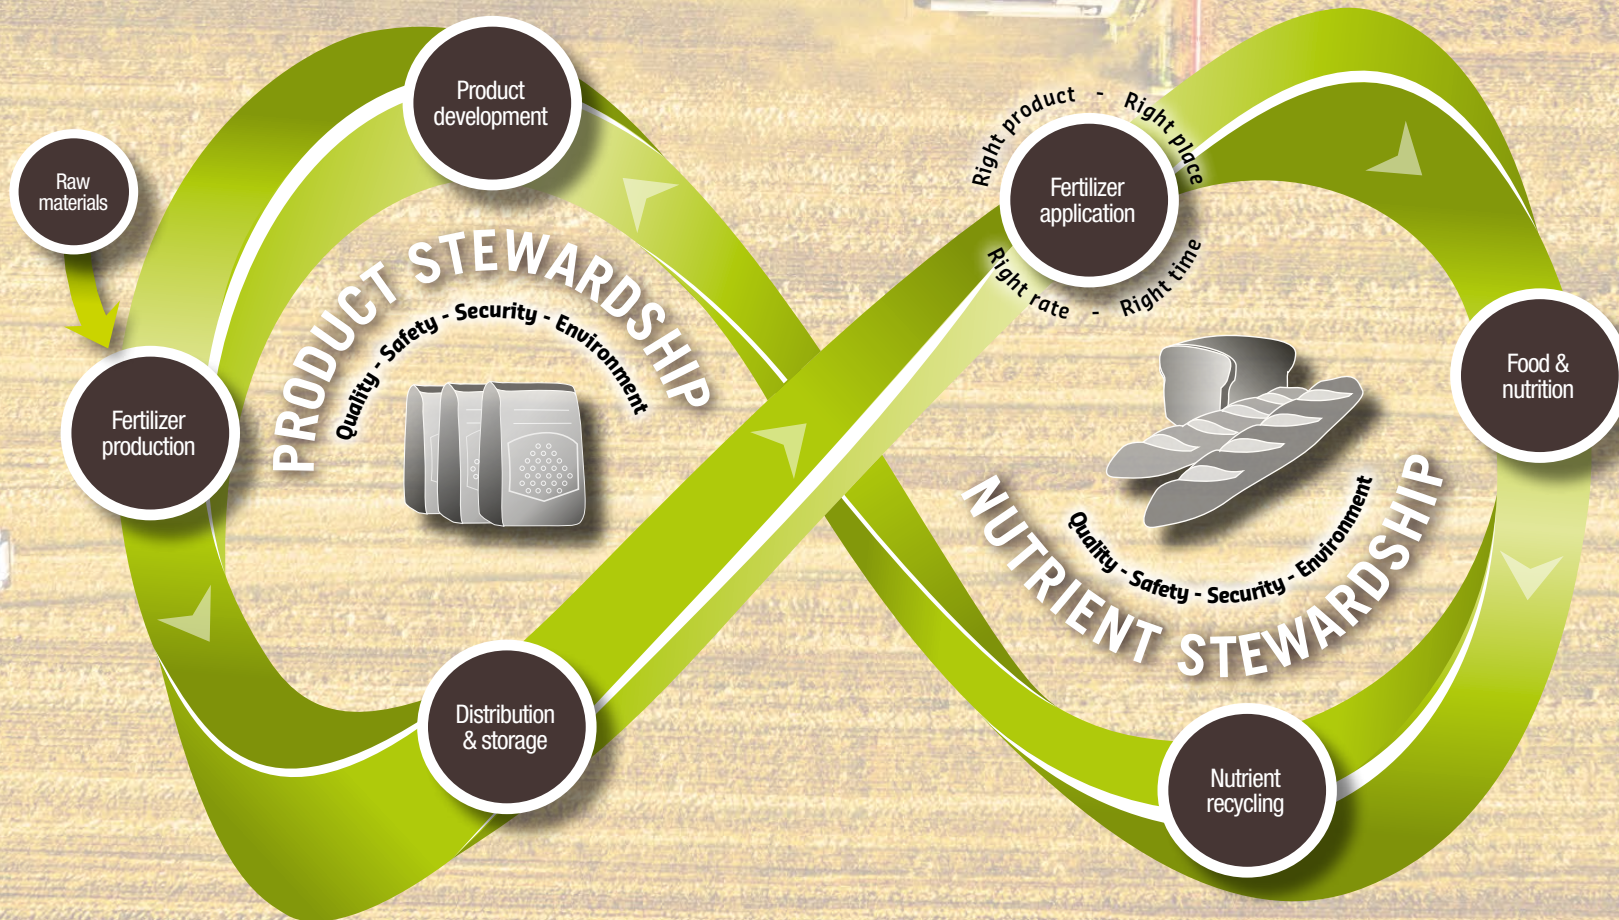 Product
development
Raw
materials
Fertilizer
production
Distribution
& storage
PRODUCT STEWARDSHIP
Quality - Safety - Security - Environment
Right product - Right place
Fertilizer
application
Right rate - Right time
Food &
nutrition
Quality - Safety - Security - Environment
NUTRIENT STEWARDSHIP
Nutrient
recycling